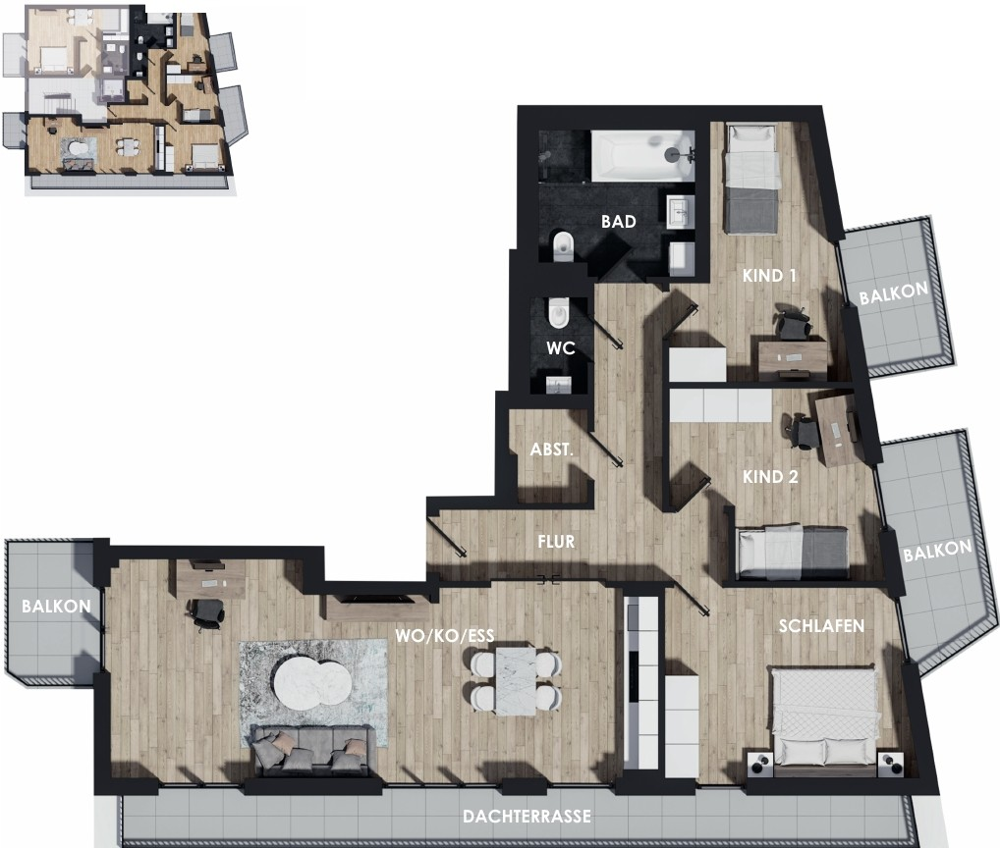 BAD
KIND 1
BALKON
WC
ABST.
KIND 2
FLUR
BALKON
BALKON
WO/KO/ESS
SCHLAFEN
DACHTERRASSE